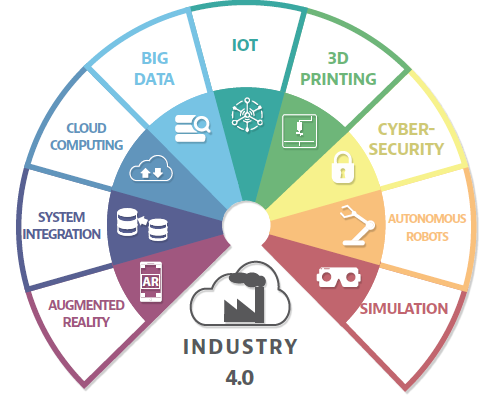 IOT
BIG
DATA
3D
PRINTING
CLOUD
COMPUTING
CYBER-
SECURITY
SYSTEM
INTEGRATION
AUTONOMOUS
ROBOTS
AR
AUGMENTED
REALITY
SIMULATION
INDUSTRY
4.0